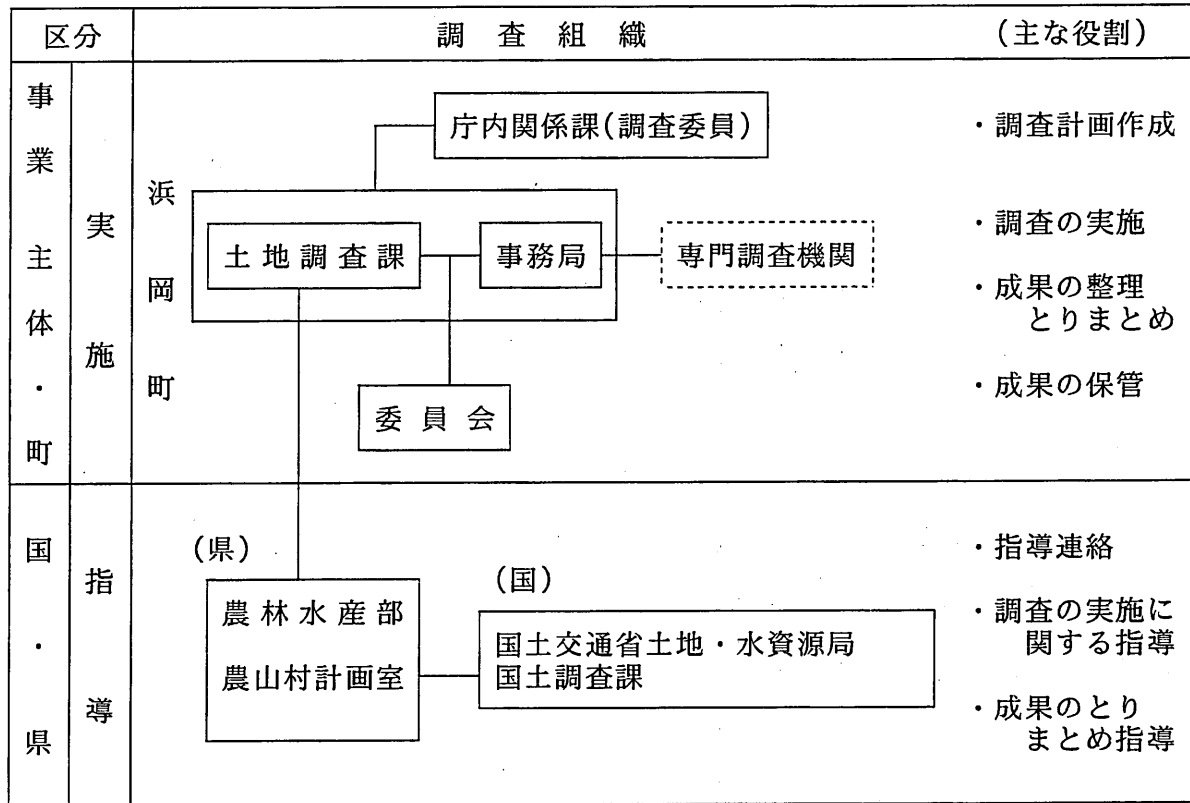 区分
調査組織
(主な役割)
事業主体・町
実施
浜岡町
庁内関係課(調査委員)
土地調査課
事務局
専門調査機関
委員会
・調査計画作成
・調査の実施
・成果の整理
とりまとめ
・成果の保管
国・県
指導
(県)
農林水産部
農山村計画室
(国)
国土交通省土地・水資源局
国土調査課
・指導連絡
・調査の実施に
関する指導
・成果のとり
まとめ指導